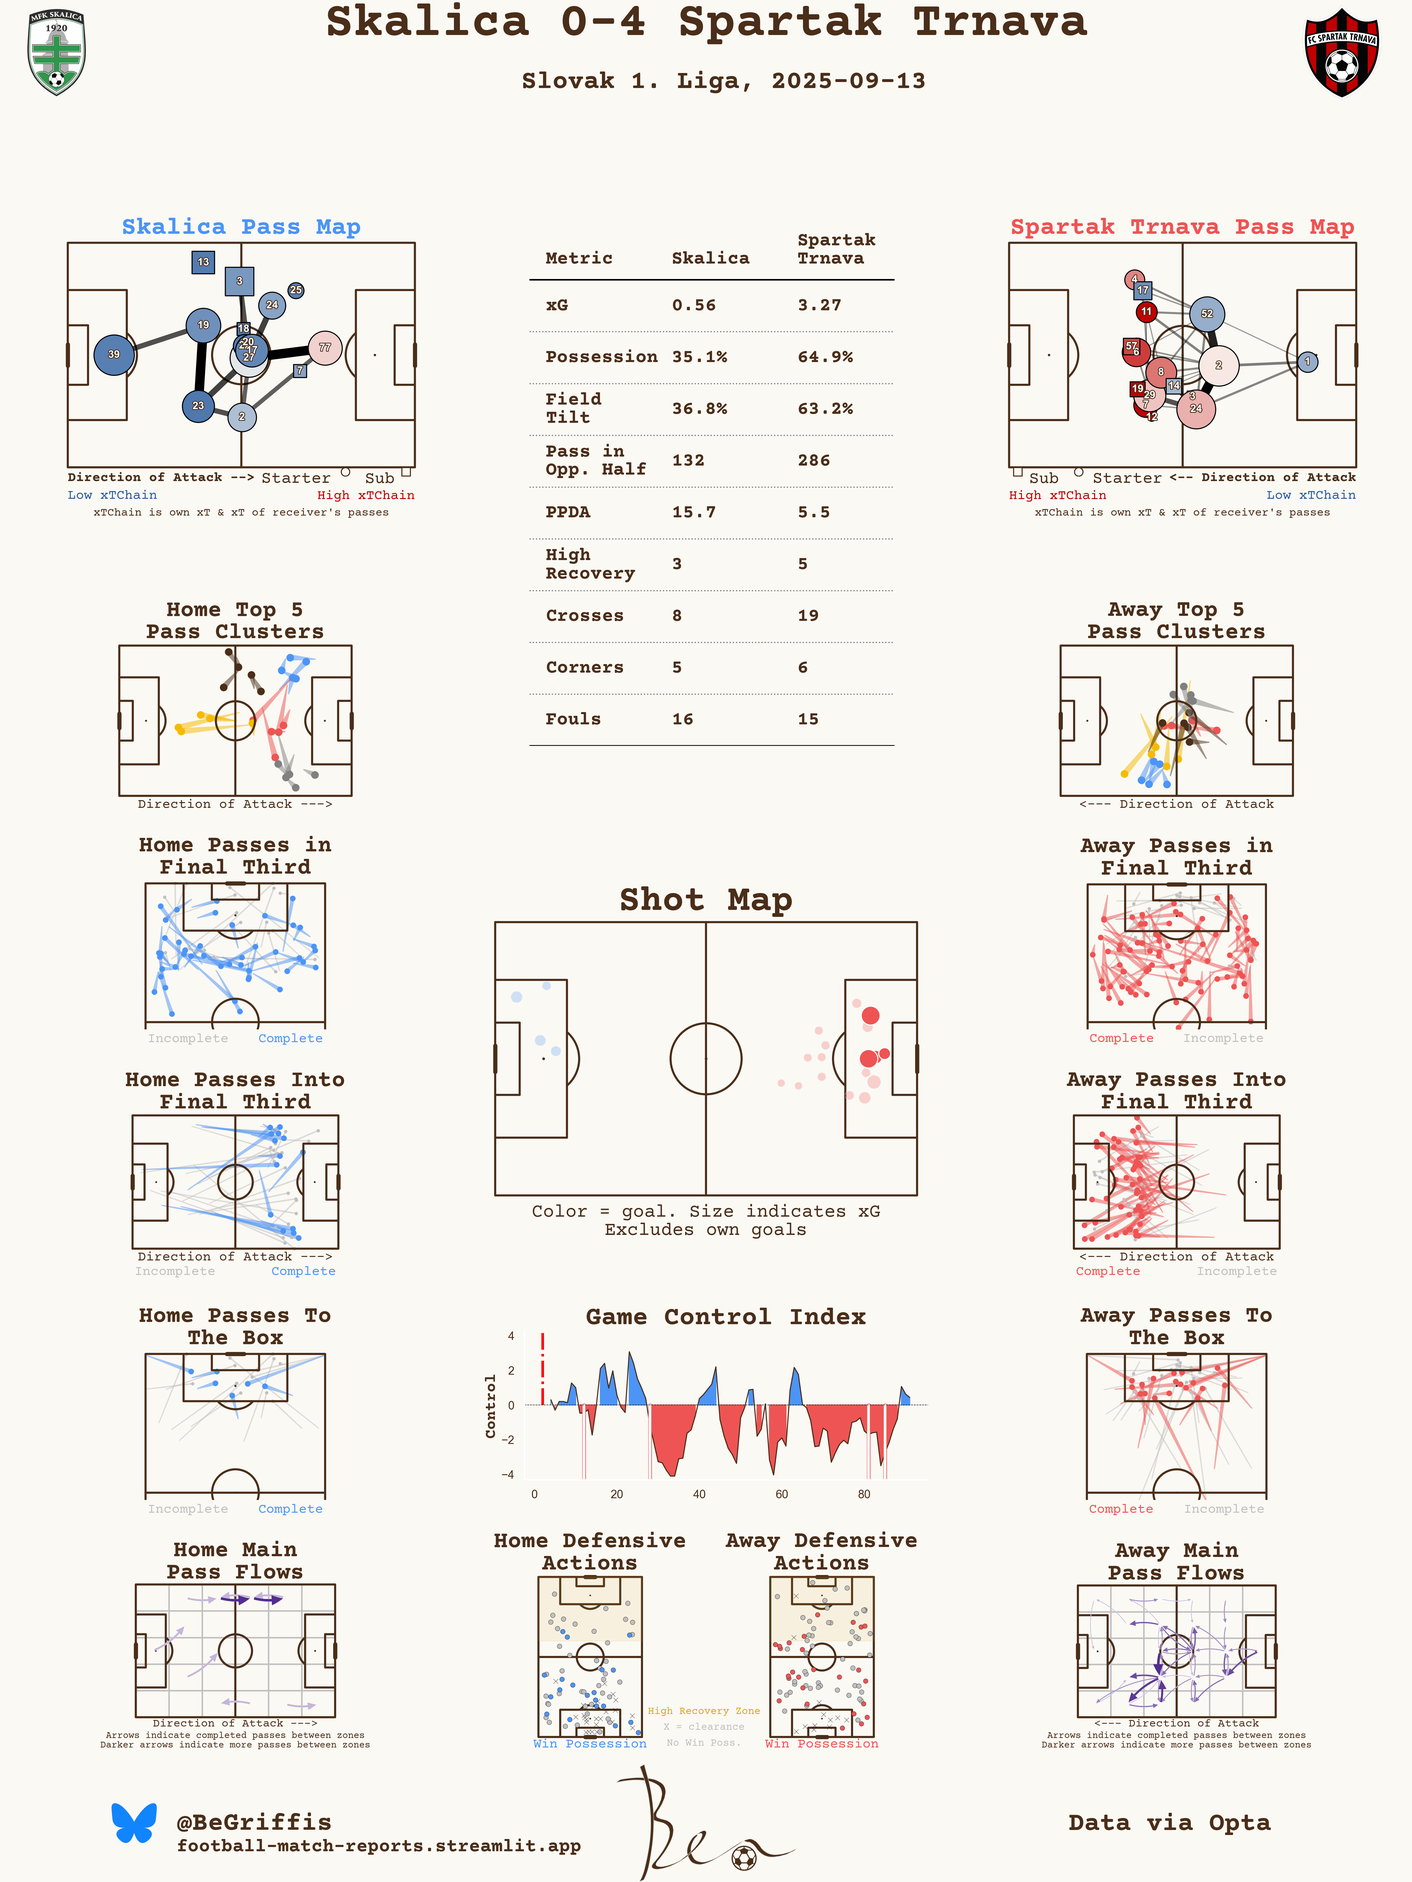 Skalica 0-4 Spartak Trnava
Slovak 1. Liga, 2025-09-13
MFK SKALICA
1920
FC SPARTAK TRNAVA
Skalica Pass Map
13
3
25
24
19
18
20
17
27
77
39
7
23
2
Direction of Attack --> Starter Sub
Low xTChain High xTChain
xTChain is own xT & xT of receiver's passes
Metric Skalica Spartak Trnava
xG 0.56 3.27
Possession 35.1% 64.9%
Field Tilt 36.8% 63.2%
Pass in Opp. Half 132 286
PPDA 15.7 5.5
High Recovery 3 5
Crosses 8 19
Corners 5 6
Fouls 16 15
Spartak Trnava Pass Map
4
17
11
52
57
6
8
2
1
19
14
29
3
7
24
12
Sub Starter <-- Direction of Attack
High xTChain Low xTChain
xTChain is own xT & xT of receiver's passes
Home Top 5
Pass Clusters
Direction of Attack --->
Away Top 5
Pass Clusters
<--- Direction of Attack
Home Passes in
Final Third
Incomplete Complete
Shot Map
Color = goal. Size indicates xG
Excludes own goals
Away Passes in
Final Third
Complete Incomplete
Home Passes Into
Final Third
Direction of Attack --->
Incomplete Complete
Away Passes Into
Final Third
<--- Direction of Attack
Complete Incomplete
Home Passes To
The Box
Incomplete Complete
Game Control Index
Control
4
2
0
−2
−4
0 20 40 60 80
Away Passes To
The Box
Complete Incomplete
Home Main
Pass Flows
Direction of Attack --->
Arrows indicate completed passes between zones
Darker arrows indicate more passes between zones
Home Defensive
Actions
Win Possession
High Recovery Zone
X = clearance
No Win Poss.
Away Defensive
Actions
Win Possession
Away Main
Pass Flows
<--- Direction of Attack
Arrows indicate completed passes between zones
Darker arrows indicate more passes between zones
@BeGriffis
football-match-reports.streamlit.app
Ben
Data via Opta